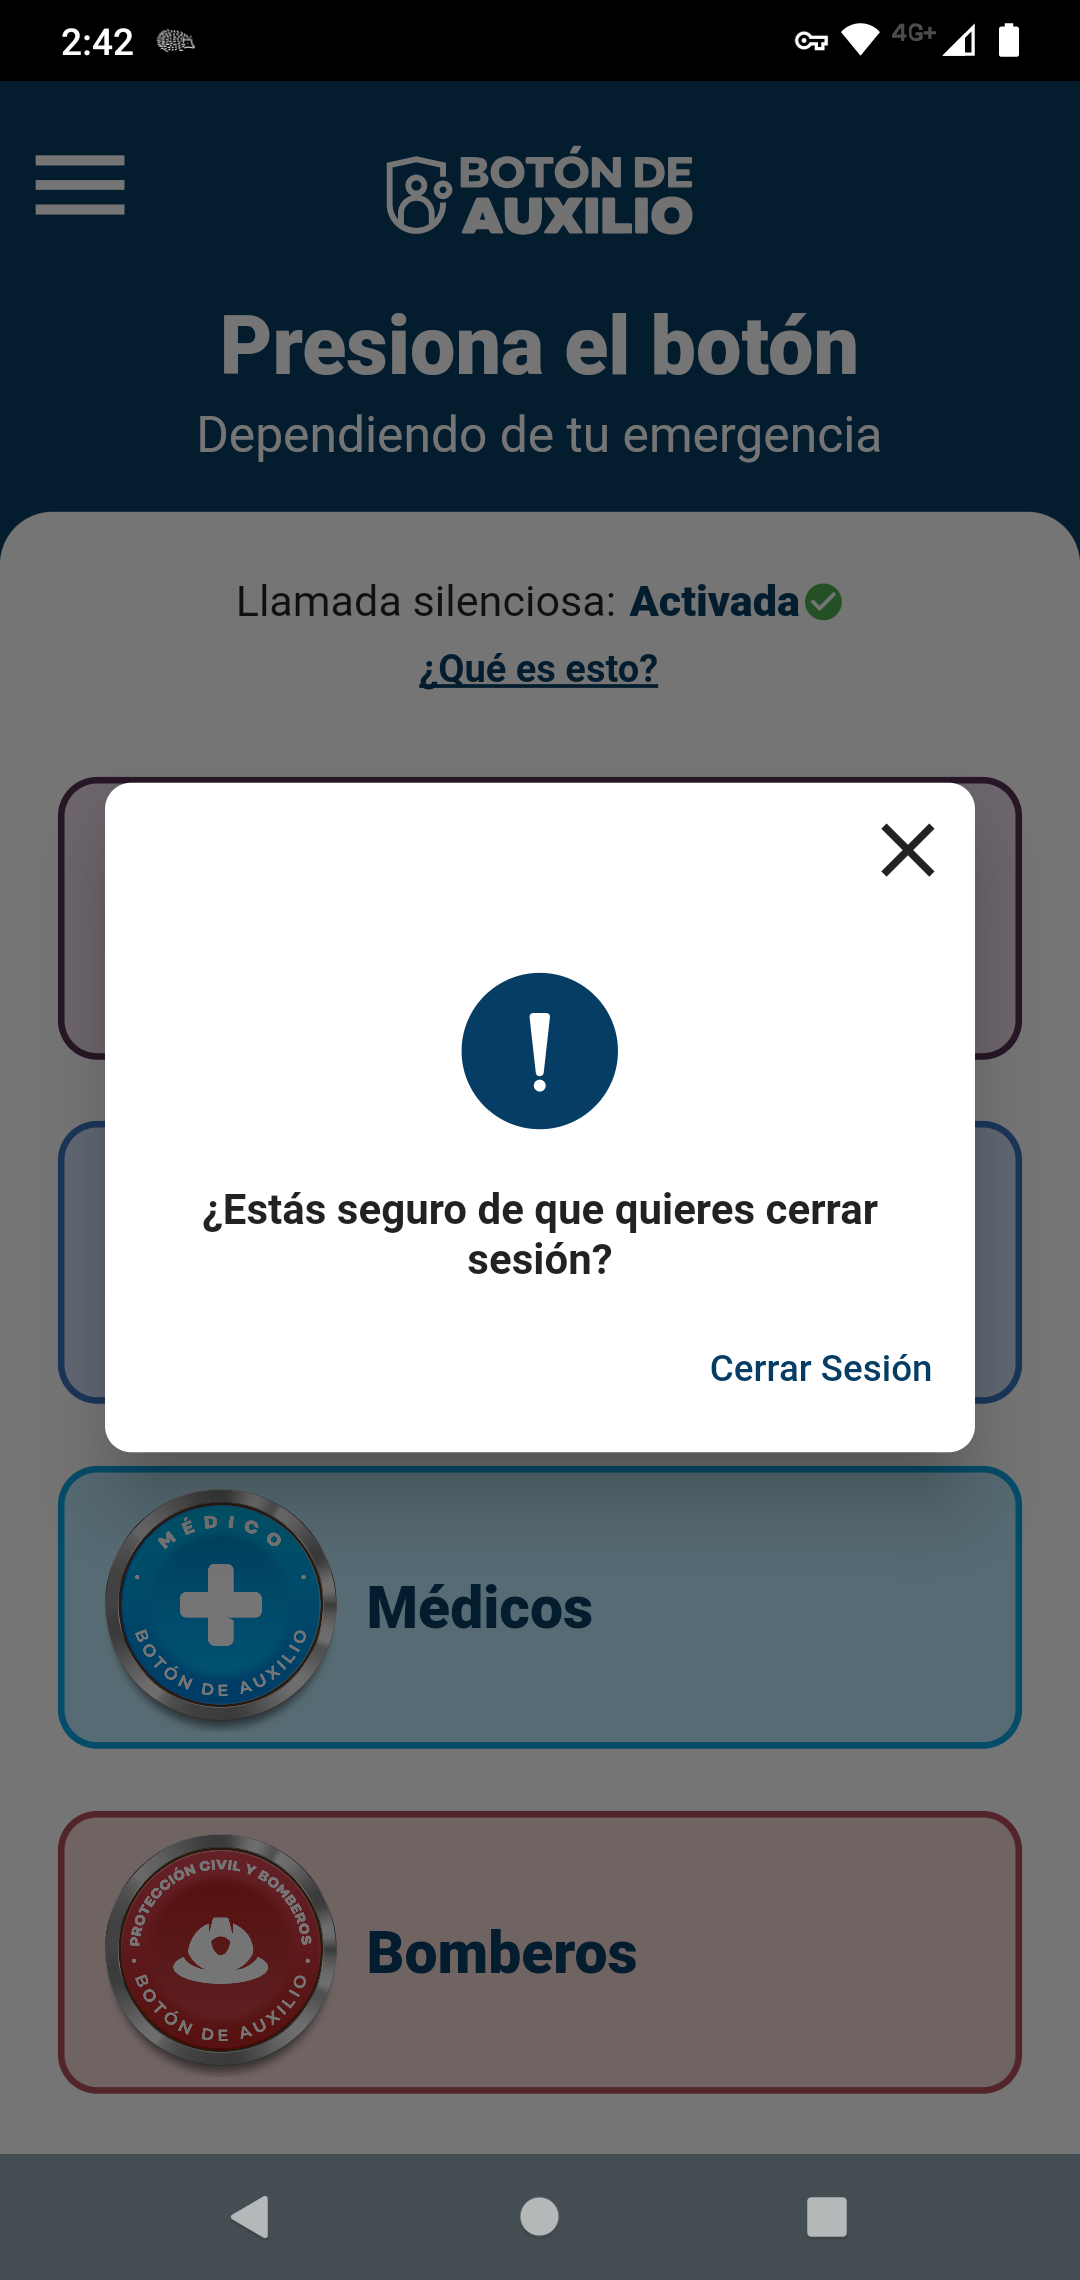 2:42
4G+
BOTÓN DE
AUXILIO
Presiona el botón
Dependiendo de tu emergencia
Llamada silenciosa: Activada
¿Qué es esto?
¿Estás seguro de que quieres cerrar
sesión?
Cerrar Sesión
MÉDICO
BOTÓN DE AUXILIO
Médicos
PROTECCIÓN CIVIL Y BOMBEROS
BOTÓN DE AUXILIO
Bomberos